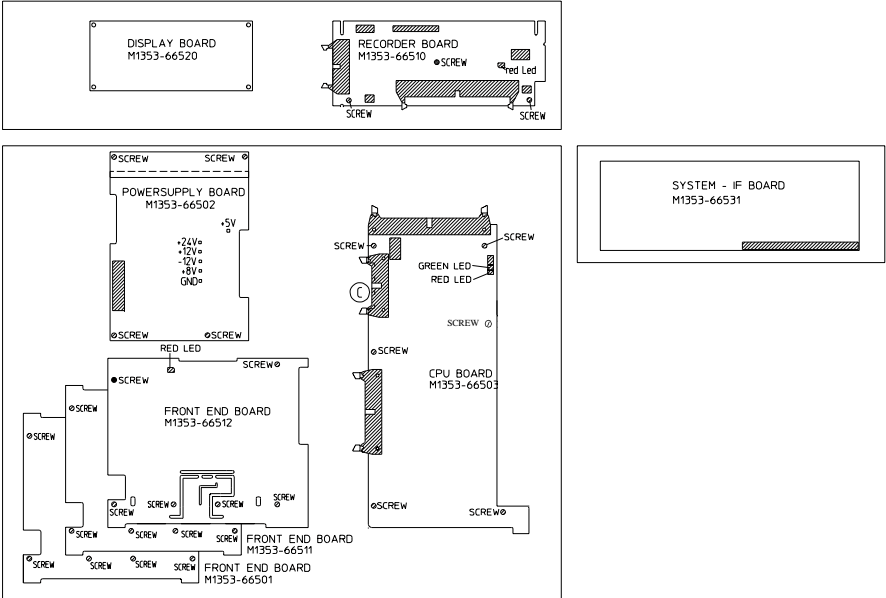 DISPLAY BOARD
M1353-66520
RECORDER BOARD
M1353-66510
SCREW
red Led
SCREW
SCREW
SCREW
SCREW
POWERSUPPLY BOARD
M1353-66502
+5V
+24V
+12V
-12V
+8V
GND
SCREW
SCREW
SYSTEM - IF BOARD
M1353-66531
SCREW
SCREW
GREEN LED
RED LED
C
SCREW
SCREW
CPU BOARD
M1353-66503
SCREW
SCREW
RED LED
SCREW
SCREW
FRONT END BOARD
M1353-66512
SCREW
SCREW
SCREW
SCREW
SCREW
SCREW
SCREW
SCREW
SCREW
SCREW
FRONT END BOARD
M1353-66511
SCREW
SCREW
SCREW
SCREW
FRONT END BOARD
M1353-66501